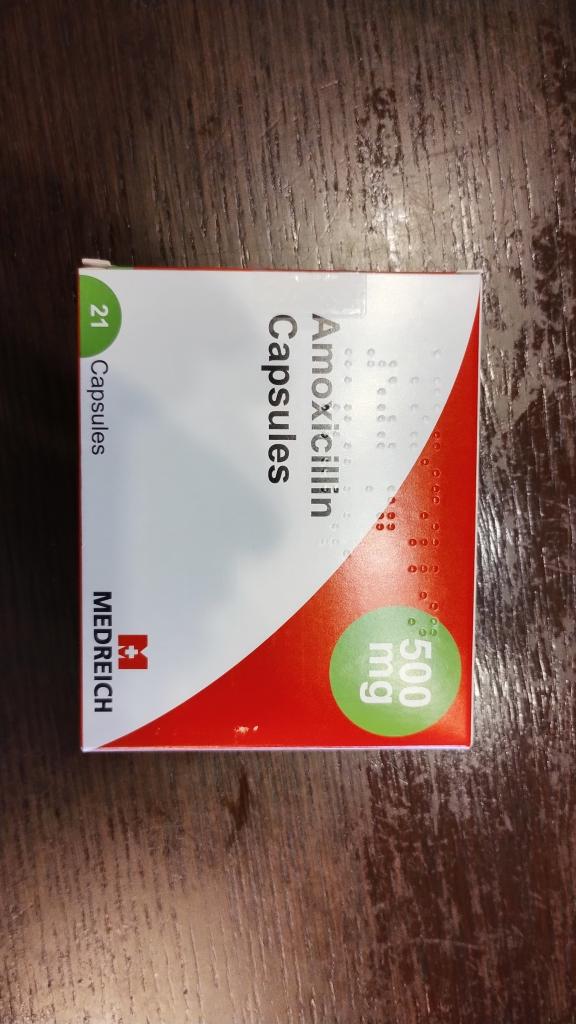 Amoxicillin
Capsules
500
mg
21 Capsules
MEDREICH